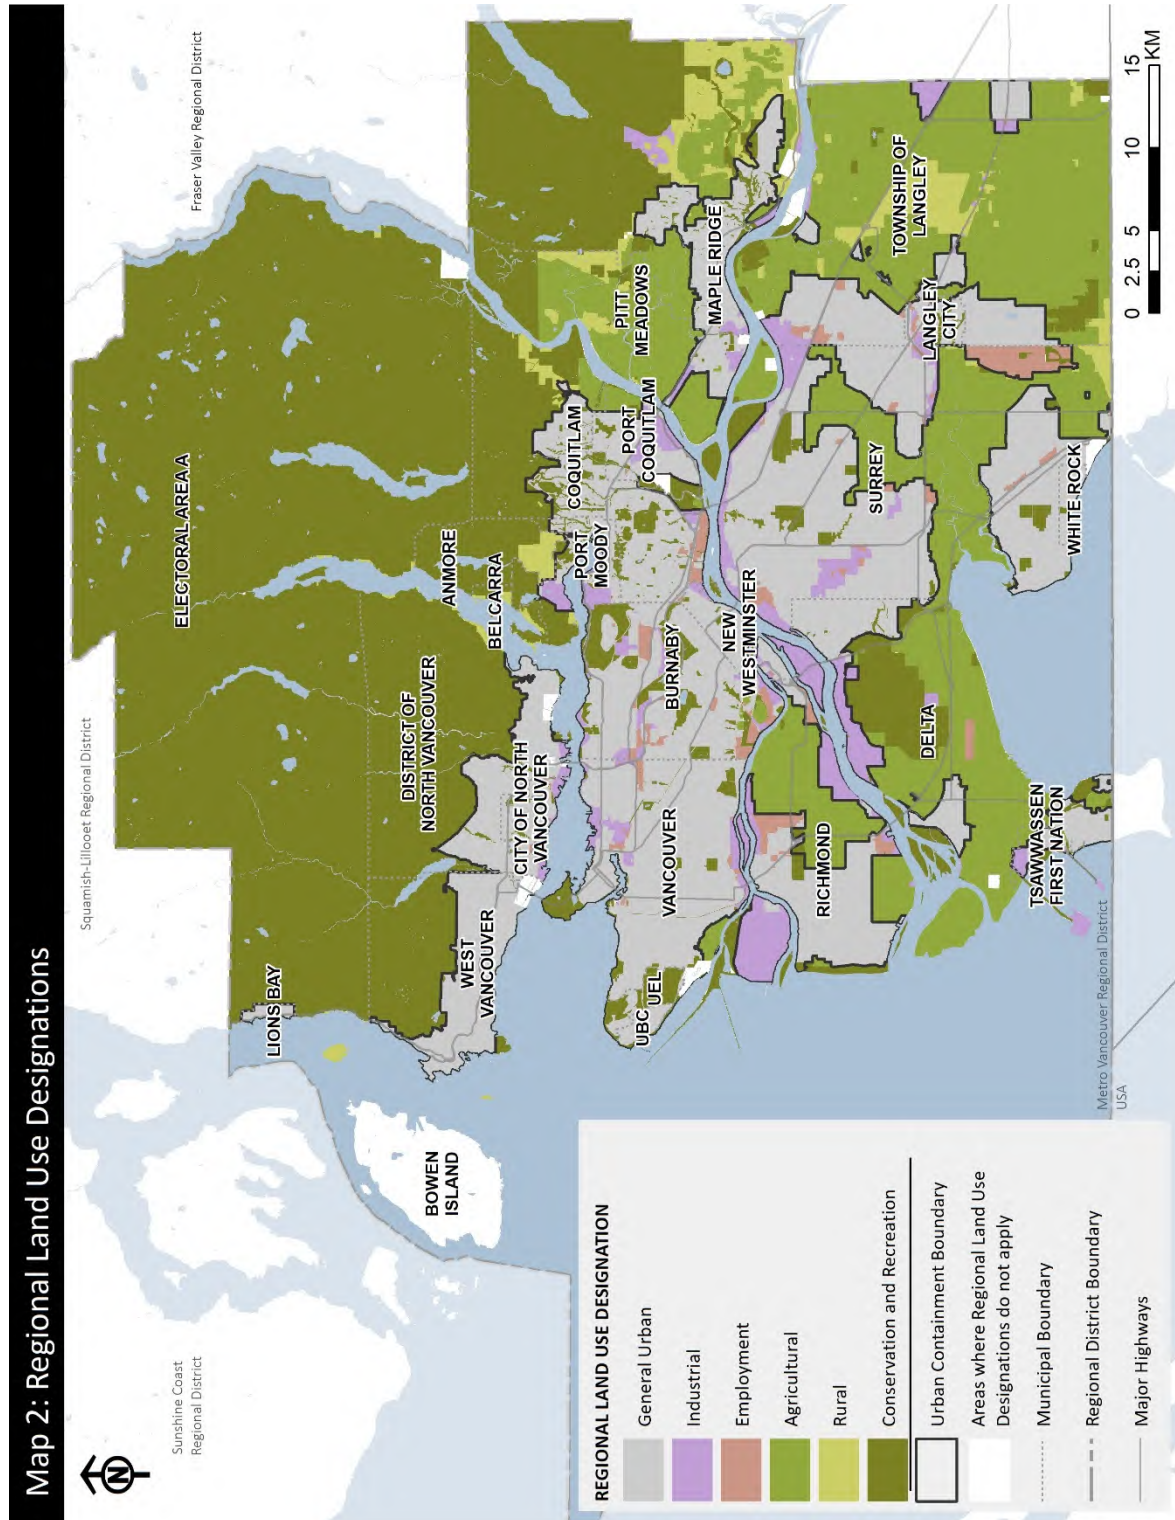 Map 2: Regional Land Use Designations
N
Sunshine Coast
Regional District
Squamish-Lillooet Regional District
Fraser Valley Regional District
ELECTORAL AREA A
LIONS BAY
BOWEN
ISLAND
WEST
VANCOUVER
DISTRICT OF
NORTH VANCOUVER
CITY OF NORTH
VANCOUVER
ANMORE
BELCARRA
PORT
MOODY
COQUITLAM
PORT
COQUITLAM
PITT
MEADOWS
MAPLE RIDGE
UBC UEL
VANCOUVER
BURNABY
NEW
WESTMINSTER
RICHMOND
DELTA
SURREY
LANGLEY
CITY
TOWNSHIP OF
LANGLEY
WHITE ROCK
TSAWWASSEN
FIRST NATION
Metro Vancouver Regional District
USA
REGIONAL LAND USE DESIGNATION
General Urban
Industrial
Employment
Agricultural
Rural
Conservation and Recreation
Urban Containment Boundary
Areas where Regional Land Use
Designations do not apply
Municipal Boundary
Regional District Boundary
Major Highways
0 2.5 5 10 15
KM